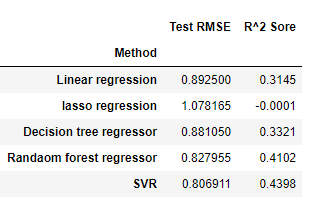 Test RMSE R^2 Sore
Method
Linear regression 0.892500 0.3145
lasso regression 1.078165 -0.0001
Decision tree regressor 0.881050 0.3321
Randaom forest regressor 0.827955 0.4102
SVR 0.806911 0.4398